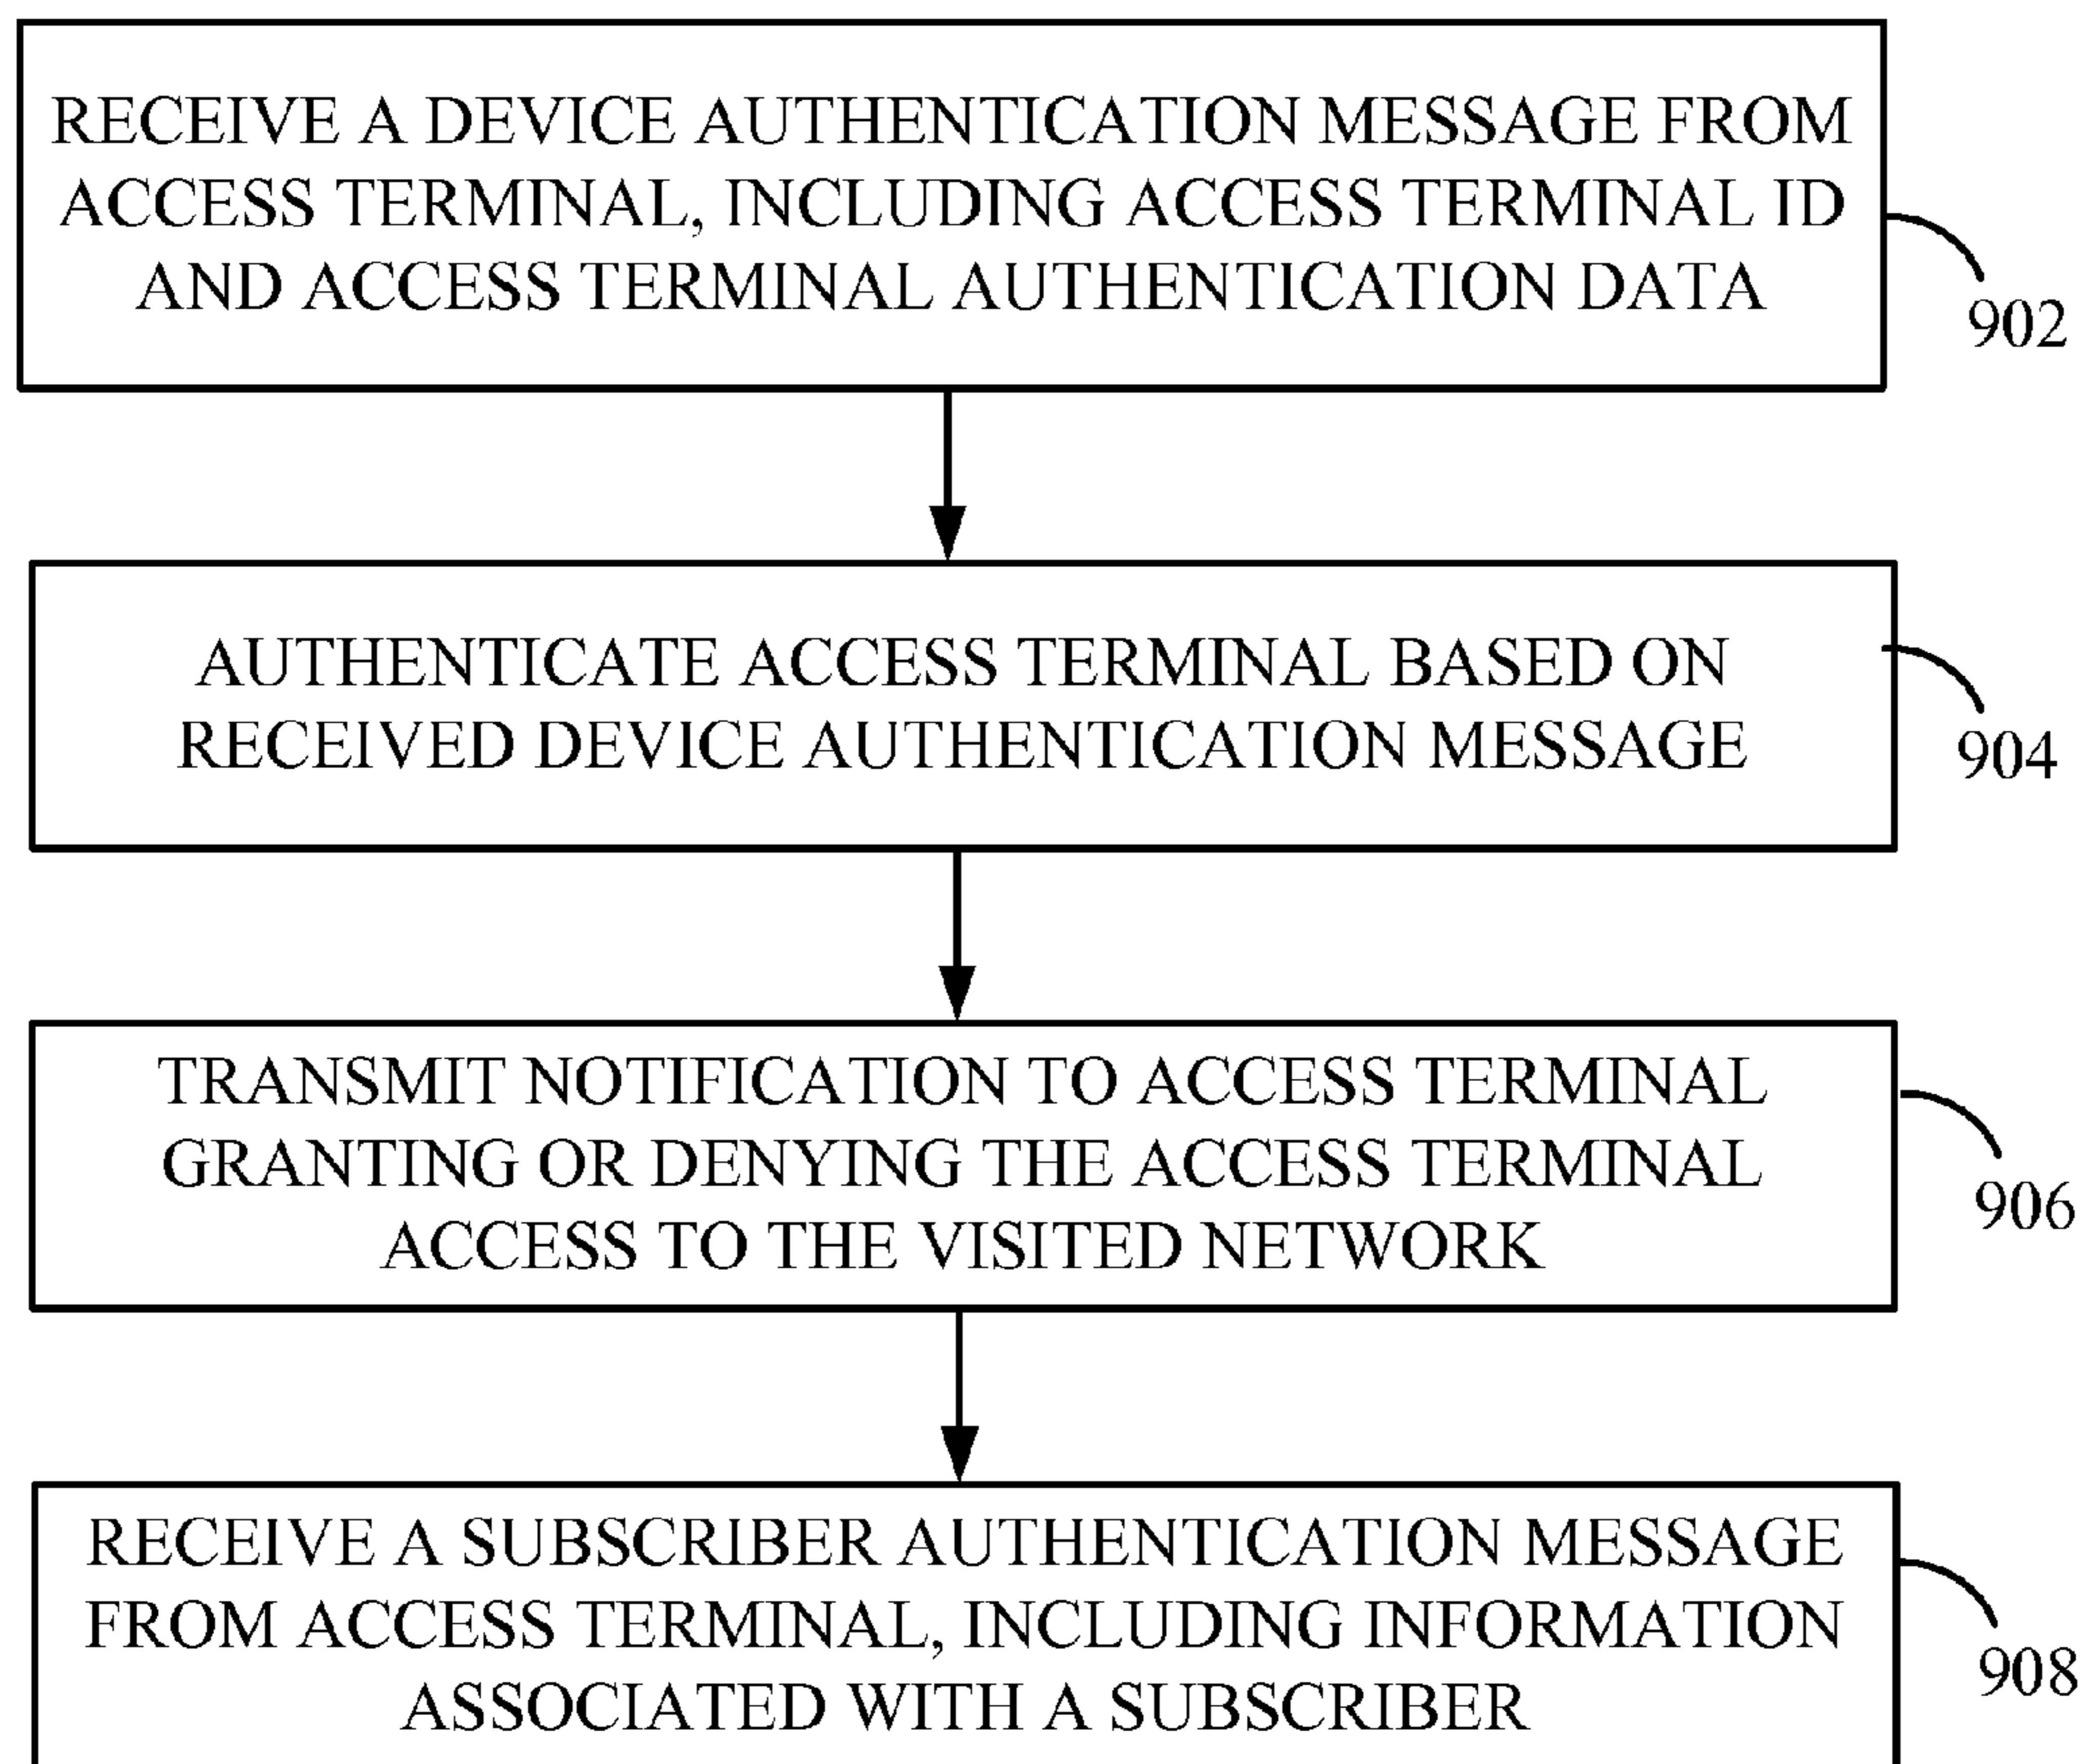 RECEIVE A DEVICE AUTHENTICATION MESSAGE FROM
ACCESS TERMINAL, INCLUDING ACCESS TERMINAL ID
AND ACCESS TERMINAL AUTHENTICATION DATA
902
AUTHENTICATE ACCESS TERMINAL BASED ON
RECEIVED DEVICE AUTHENTICATION MESSAGE
904
TRANSMIT NOTIFICATION TO ACCESS TERMINAL
GRANTING OR DENYING THE ACCESS TERMINAL
ACCESS TO THE VISITED NETWORK
906
RECEIVE A SUBSCRIBER AUTHENTICATION MESSAGE
FROM ACCESS TERMINAL, INCLUDING INFORMATION
ASSOCIATED WITH A SUBSCRIBER
908